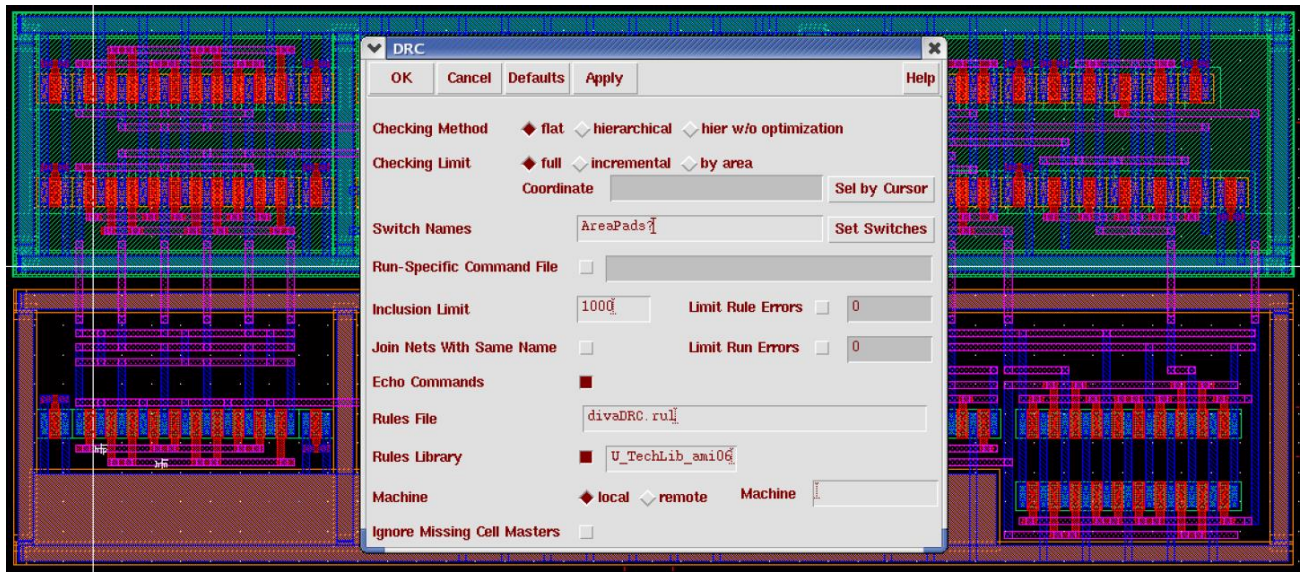 DRC
OK Cancel Defaults Apply Help
Checking Method flat hierarchical hier w/o optimization
Checking Limit full incremental by area
Coordinate Sel by Cursor
Switch Names AreaPads? Set Switches
Run-Specific Command File
Inclusion Limit 1000 Limit Rule Errors 0
Join Nets With Same Name Limit Run Errors 0
Echo Commands
Rules File divaDRC.rul
Rules Library U_TechLib_ami06
Machine local remote Machine
Ignore Missing Cell Masters